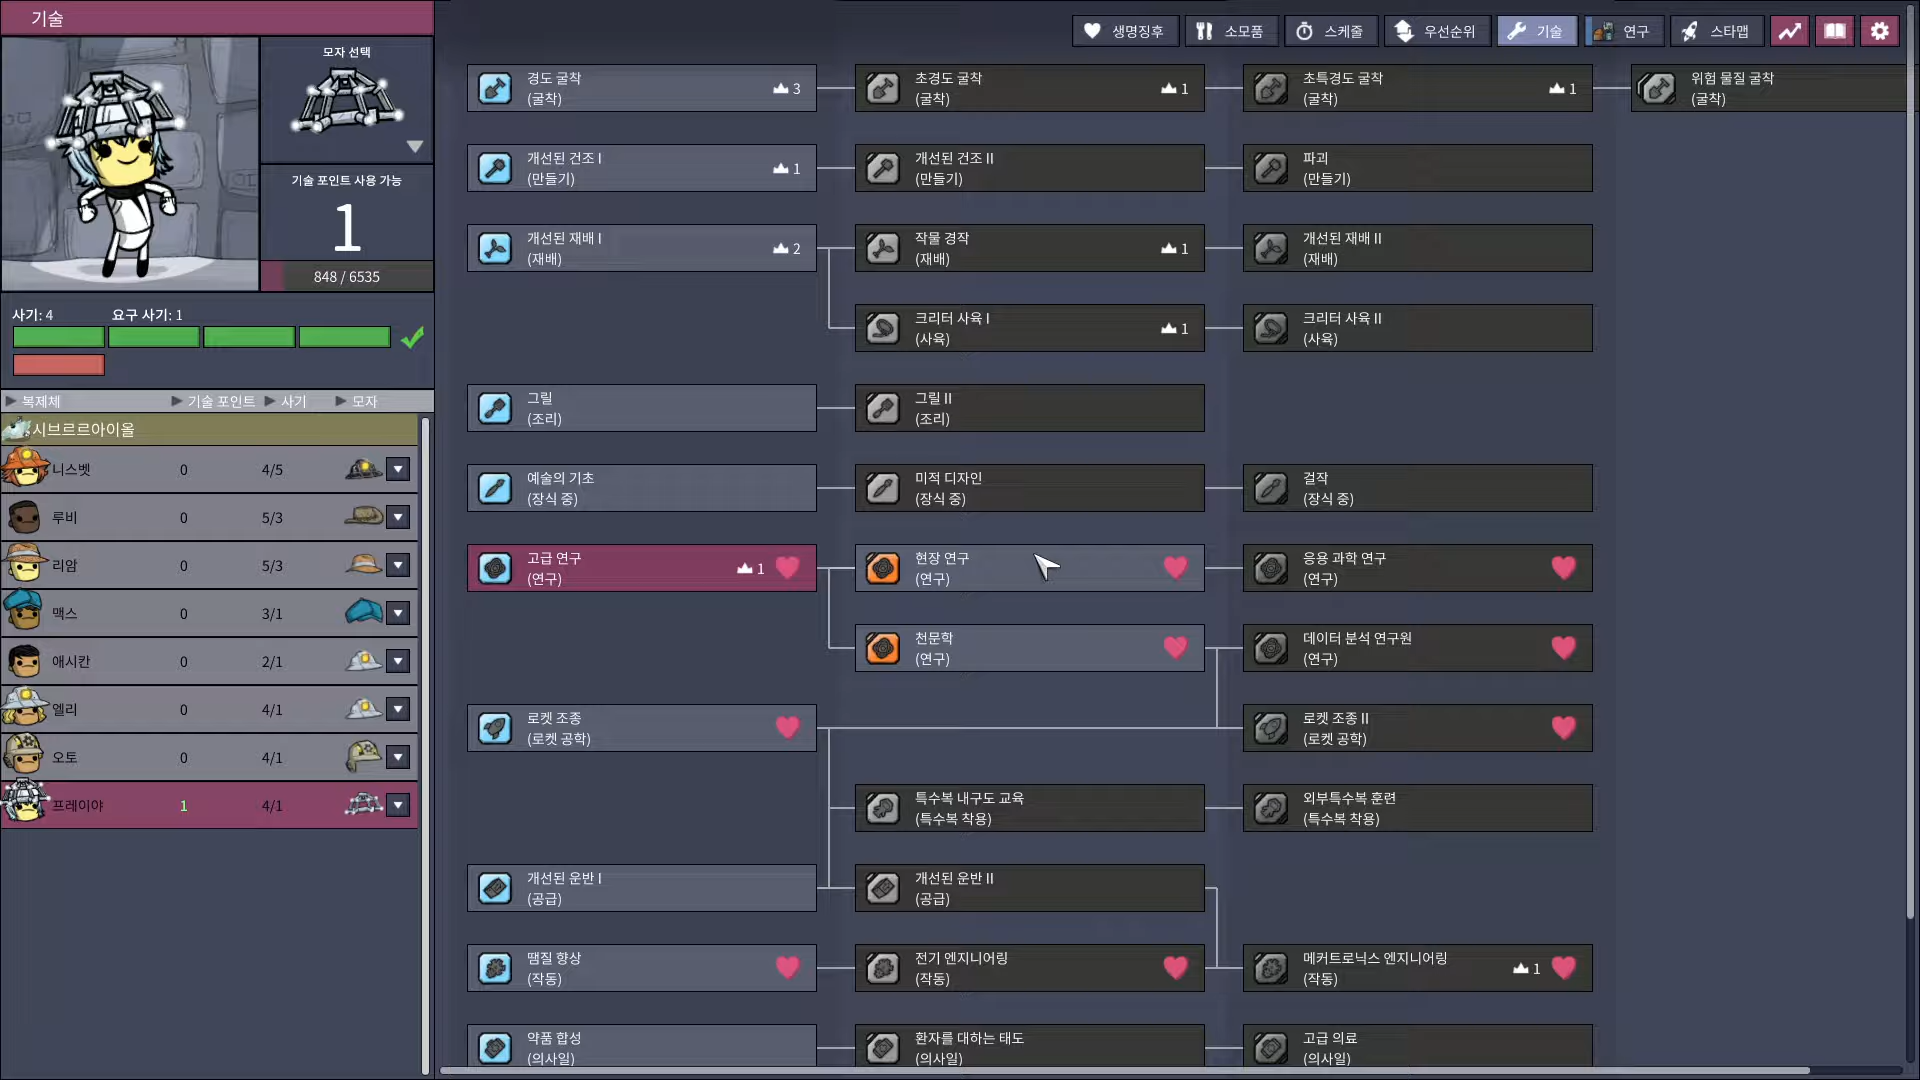 기술
생명징후
소모품
스케줄
우선순위
기술
연구
스타맵
모자 선택
기술 포인트 사용 가능
1
848 / 6535
사기: 4
요구 사기: 1
복제체
기술 포인트
사기
모자
시브르르아이올
니스벳 0 4/5
루비 0 5/3
리암 0 5/3
맥스 0 3/1
애시칸 0 2/1
엘리 0 4/1
오토 0 4/1
프레이야 1 4/1
경도 굴착
(굴착)
3
초경도 굴착
(굴착)
1
초특경도 굴착
(굴착)
1
위험 물질 굴착
(굴착)
개선된 건조 I
(만들기)
1
개선된 건조 II
(만들기)
파괴
(만들기)
개선된 재배 I
(재배)
2
작물 경작
(재배)
1
개선된 재배 II
(재배)
크리터 사육 I
(사육)
1
크리터 사육 II
(사육)
그릴
(조리)
그릴 II
(조리)
예술의 기초
(장식 중)
미적 디자인
(장식 중)
걸작
(장식 중)
고급 연구
(연구)
1
현장 연구
(연구)
응용 과학 연구
(연구)
천문학
(연구)
데이터 분석 연구원
(연구)
로켓 조종
(로켓 공학)
로켓 조종 II
(로켓 공학)
특수복 내구도 교육
(특수복 착용)
외부특수복 훈련
(특수복 착용)
개선된 운반 I
(공급)
개선된 운반 II
(공급)
땜질 향상
(작동)
전기 엔지니어링
(작동)
메커트로닉스 엔지니어링
(작동)
1
약품 합성
(의사일)
환자를 대하는 태도
(의사일)
고급 의료
(의사일)